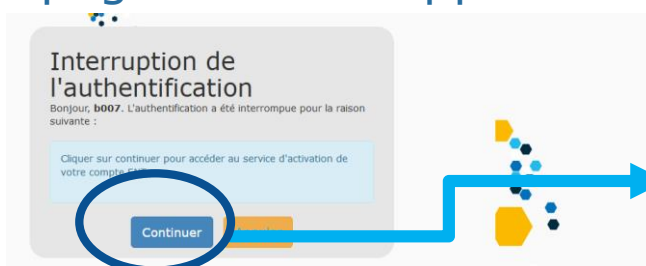 Interruption de
l'authentification
Bonjour, b007. L'authentification a été interrompue pour la raison
suivante :
Cliquer sur continuer pour accéder au service d'activation de
votre compte
Continuer